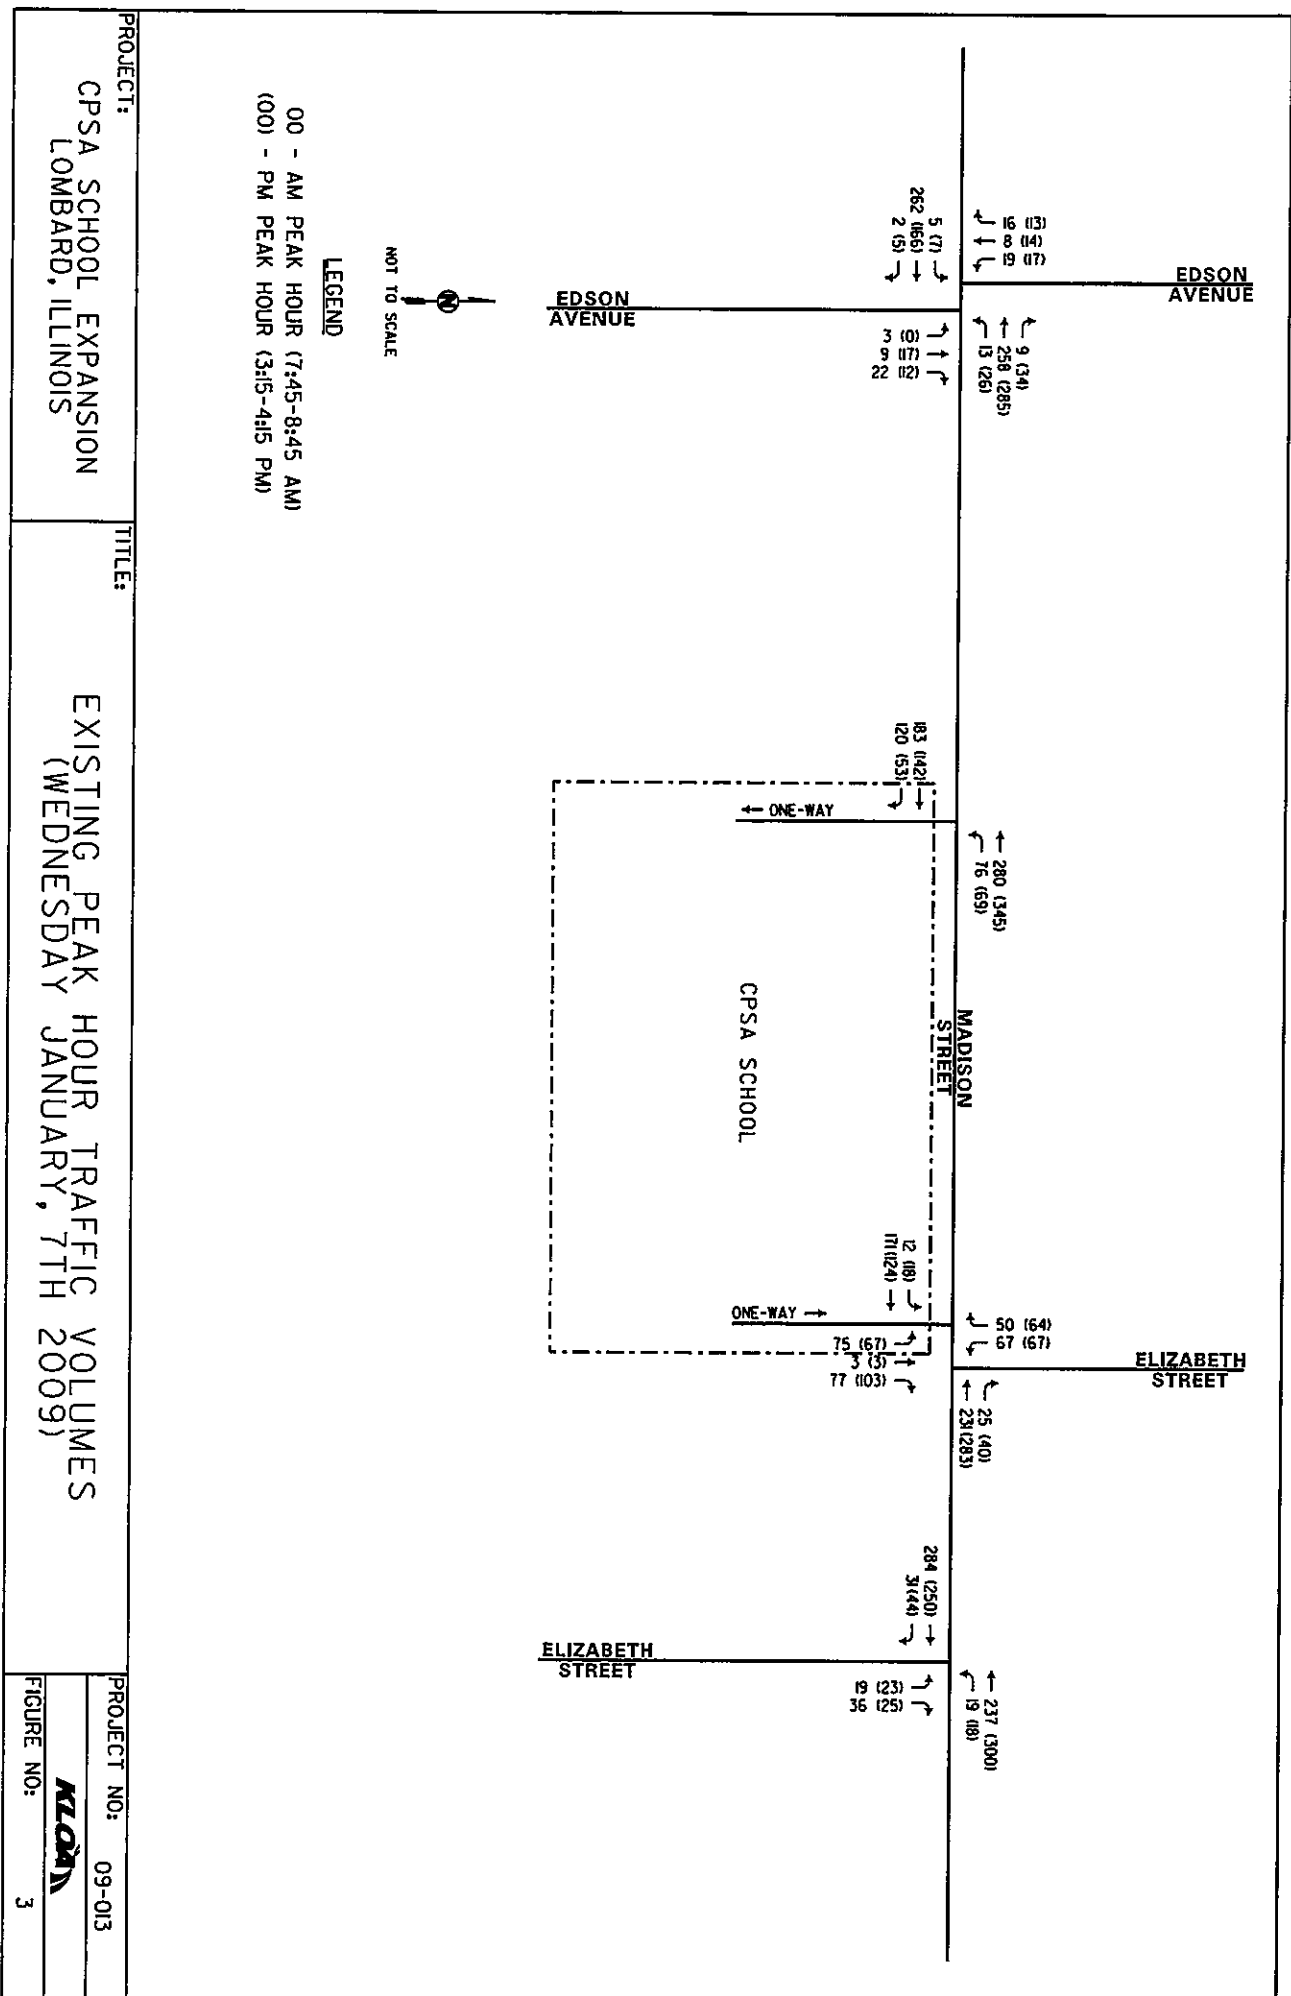 EDSON
AVENUE
16 (13)
8 (14)
19 (17)
9 (34)
258 (285)
13 (26)
5 (7)
262 (166)
2 (5)
3 (0)
9 (17)
22 (12)
EDSON
AVENUE
280 (345)
76 (69)
183 (142)
120 (53)
ONE-WAY
MADISON
STREET
CPSA SCHOOL
12 (18)
171(124)
ONE-WAY
75 (67)
3 (3)
77 (103)
50 (64)
67 (67)
ELIZABETH
STREET
25 (40)
231(283)
284 (250)
31(44)
237 (300)
19 (18)
19 (23)
36 (25)
ELIZABETH
STREET
N
NOT TO SCALE
LEGEND
00 - AM PEAK HOUR (7:45-8:45 AM)
(00) - PM PEAK HOUR (3:15-4:15 PM)
PROJECT:
CPSA SCHOOL EXPANSION
LOMBARD, ILLINOIS
TITLE:
EXISTING PEAK HOUR TRAFFIC VOLUMES
(WEDNESDAY JANUARY, 7TH 2009)
PROJECT NO: 09-013
KLOA
FIGURE NO: 3